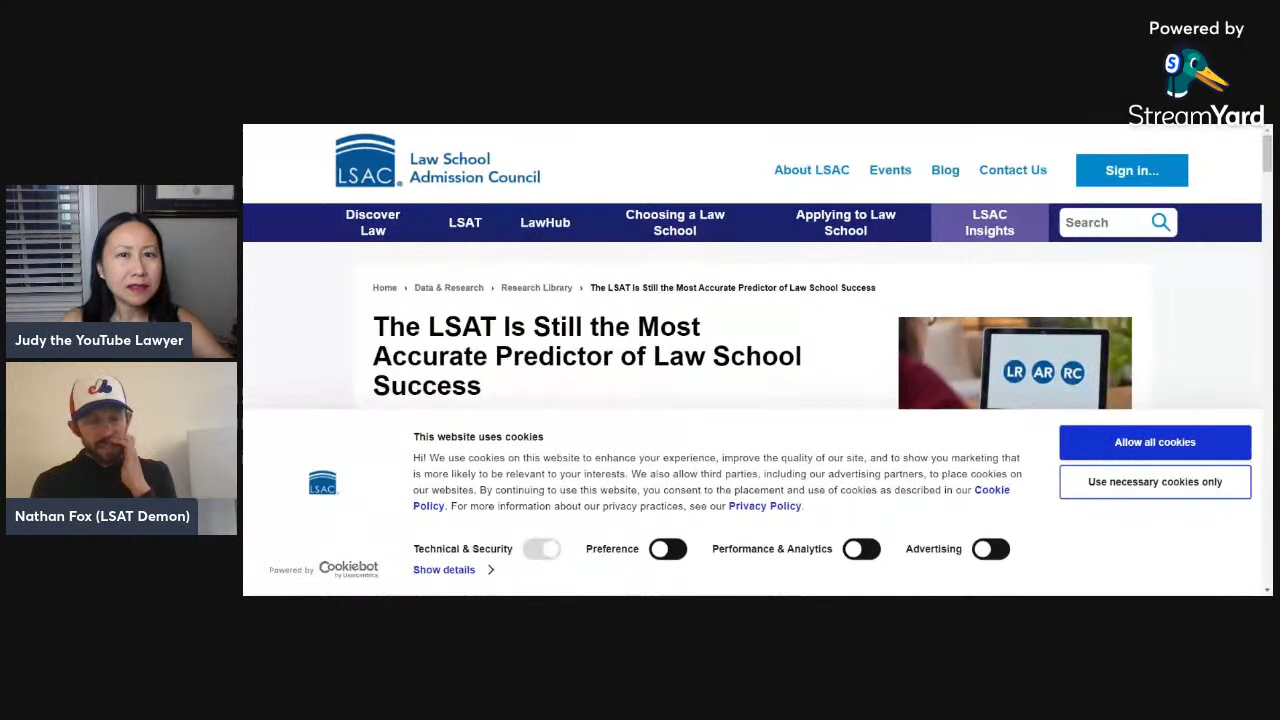 Powered by
S
StreamYard
LSAC
Law School
Admission Council
About LSAC
Events
Blog
Contact Us
Sign in...
Discover
Law
LSAT
LawHub
Choosing a Law
School
Applying to Law
School
LSAC
Insights
Search
Home › Data & Research › Research Library › The LSAT Is Still the Most Accurate Predictor of Law School Success
The LSAT Is Still the Most
Accurate Predictor of Law School
Success
LR AR RC
Judy the YouTube Lawyer
Nathan Fox (LSAT Demon)
This website uses cookies
Hi! We use cookies on this website to enhance your experience, improve the quality of our site, and to show you marketing
that is more likely to be relevant to your interests. We also allow third parties, including our advertising partners, to place cookies on
our websites. By continuing to use this website, you consent to the placement and use of cookies as described in our Cookie
Policy. For more information about our privacy practices, see our Privacy Policy.
Allow all cookies
Use necessary cookies only
LSAC
Technical & Security
Preference
Performance & Analytics
Advertising
Show details
Powered by Cookiebot
by Usercentrics